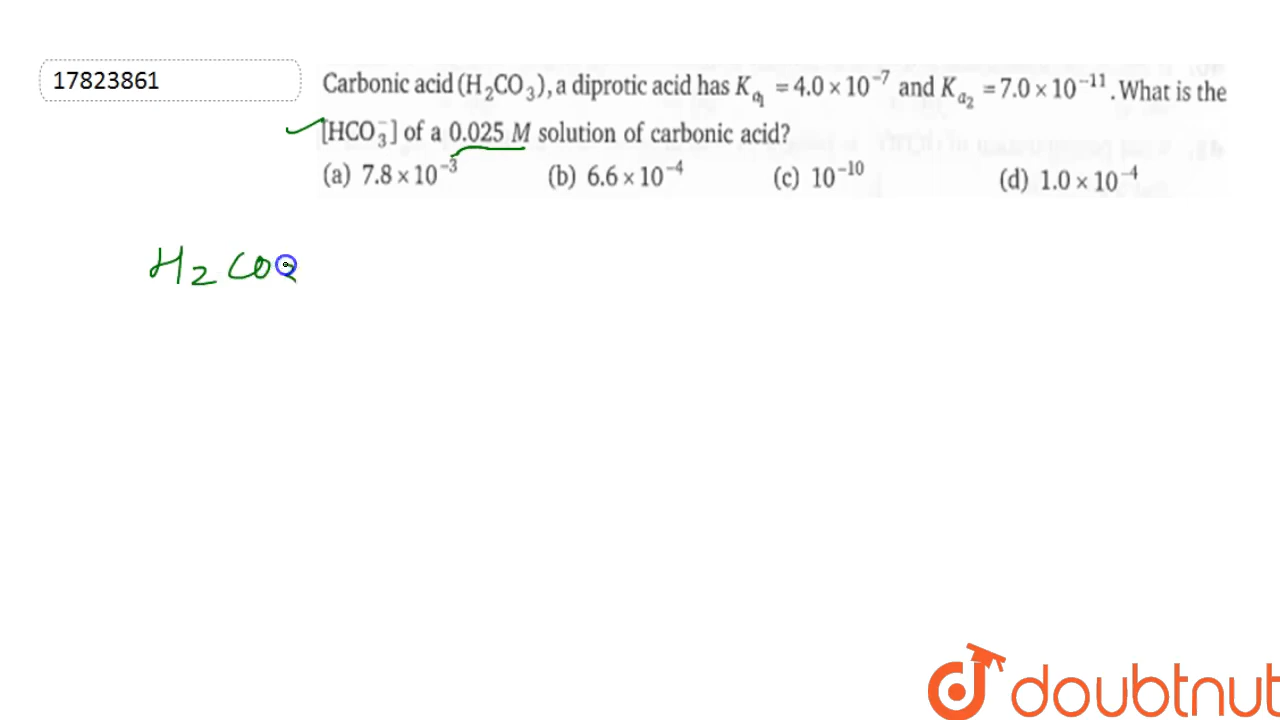 17823861
Carbonic acid (H₂CO₃), a diprotic acid has Kₐ₁ = 4.0 × 10⁻⁷ and Kₐ₂ = 7.0 × 10⁻¹¹. What is the
[HCO₃⁻] of a 0.025 M solution of carbonic acid?
(a) 7.8 × 10⁻³ (b) 6.6 × 10⁻⁴ (c) 10⁻¹⁰ (d) 1.0 × 10⁻⁴
H₂CO
doubtnut